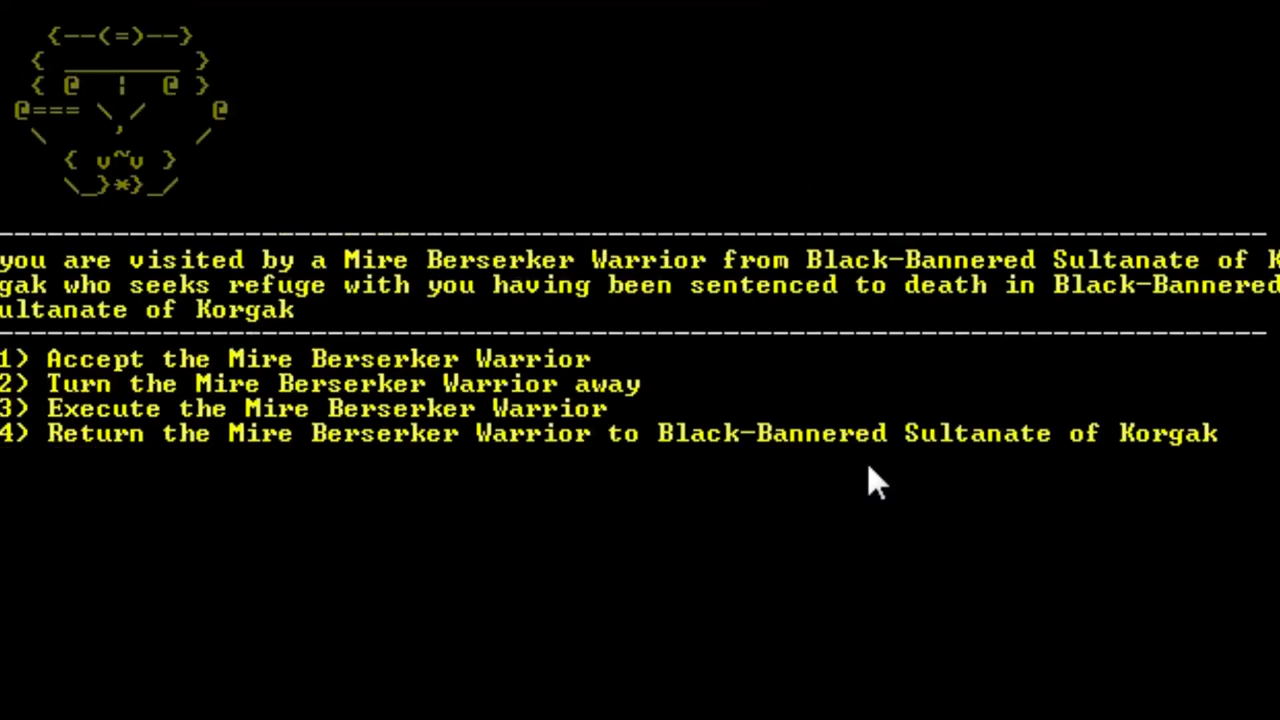 you are visited by a Mire Berserker Warrior from Black-Bannered Sultanate of K
gak who seeks refuge with you having been sentenced to death in Black-Bannered
ultanate of Korgak
1) Accept the Mire Berserker Warrior
2) Turn the Mire Berserker Warrior away
3) Execute the Mire Berserker Warrior
4) Return the Mire Berserker Warrior to Black-Bannered Sultanate of Korgak